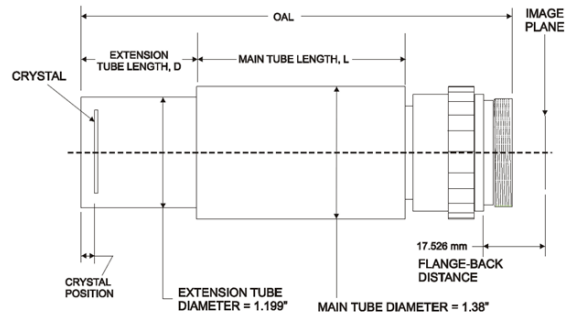 OAL
IMAGE
PLANE
EXTENSION
TUBE LENGTH, D
MAIN TUBE LENGTH, L
CRYSTAL
17.526 mm
FLANGE-BACK
DISTANCE
CRYSTAL
POSITION
EXTENSION TUBE
DIAMETER = 1.199"
MAIN TUBE DIAMETER = 1.38"